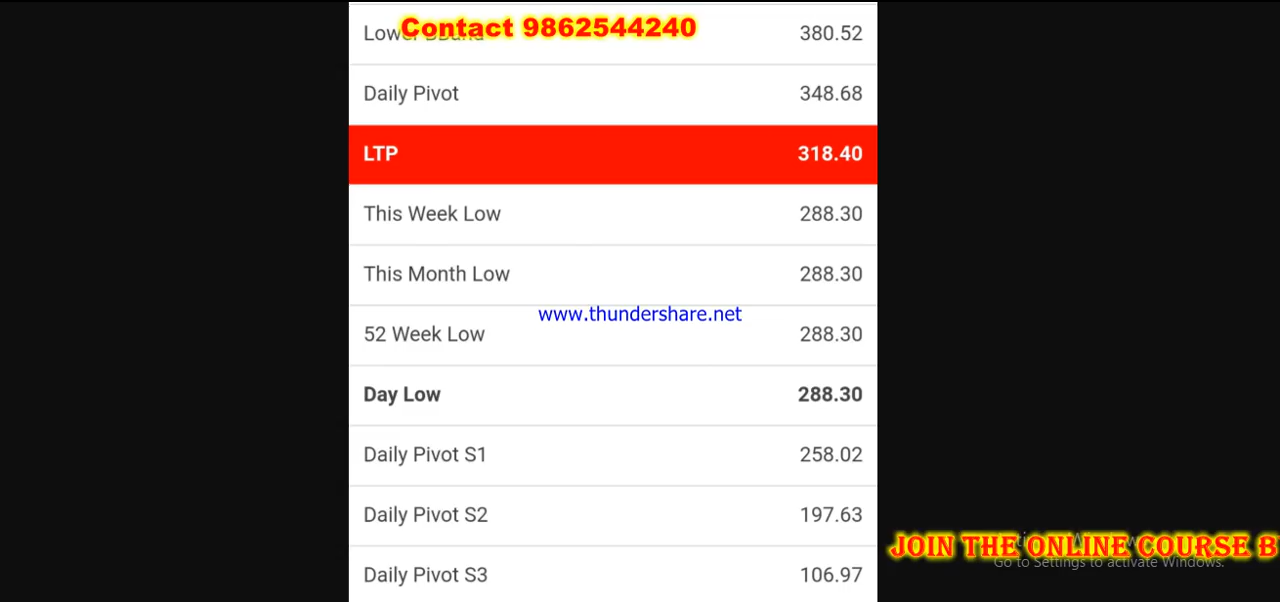 Contact 9862544240
Lower BBand 380.52
Daily Pivot 348.68
LTP 318.40
This Week Low 288.30
This Month Low 288.30
www.thundershare.net
52 Week Low 288.30
Day Low 288.30
Daily Pivot S1 258.02
Daily Pivot S2 197.63
JOIN THE ONLINE COURSE B
Go to Settings to activate Windows.
Daily Pivot S3 106.97